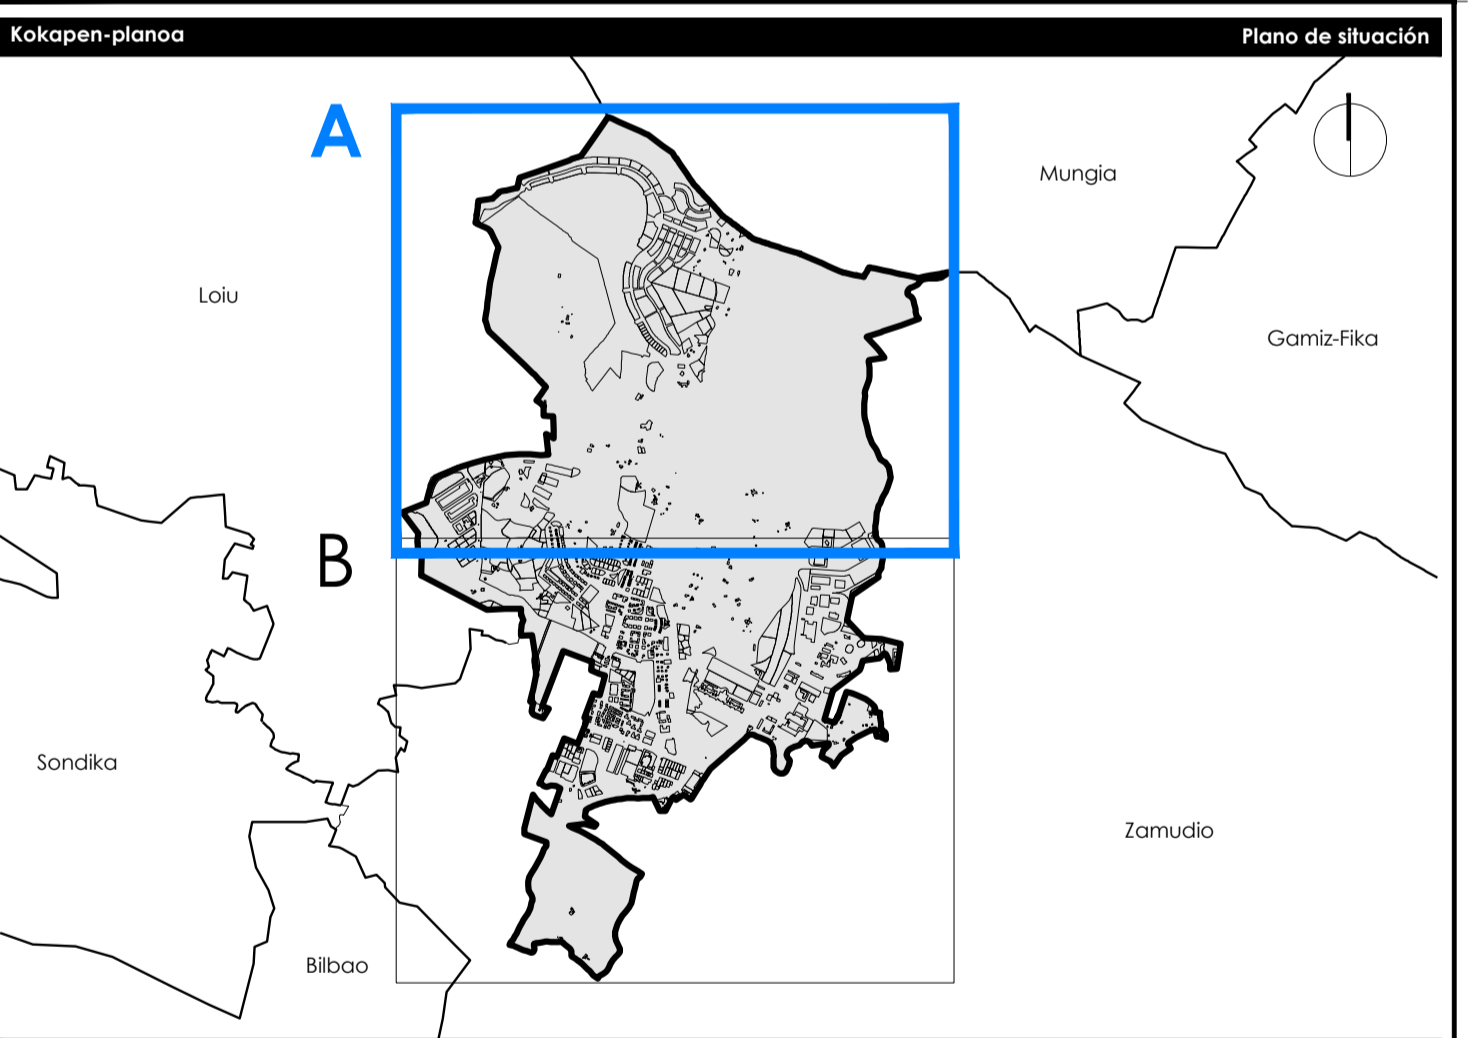 Kokapen-planoa
Plano de situación
A
Mungia
Loiu
Gamiz-Fika
B
Sondika
Zamudio
Bilbao